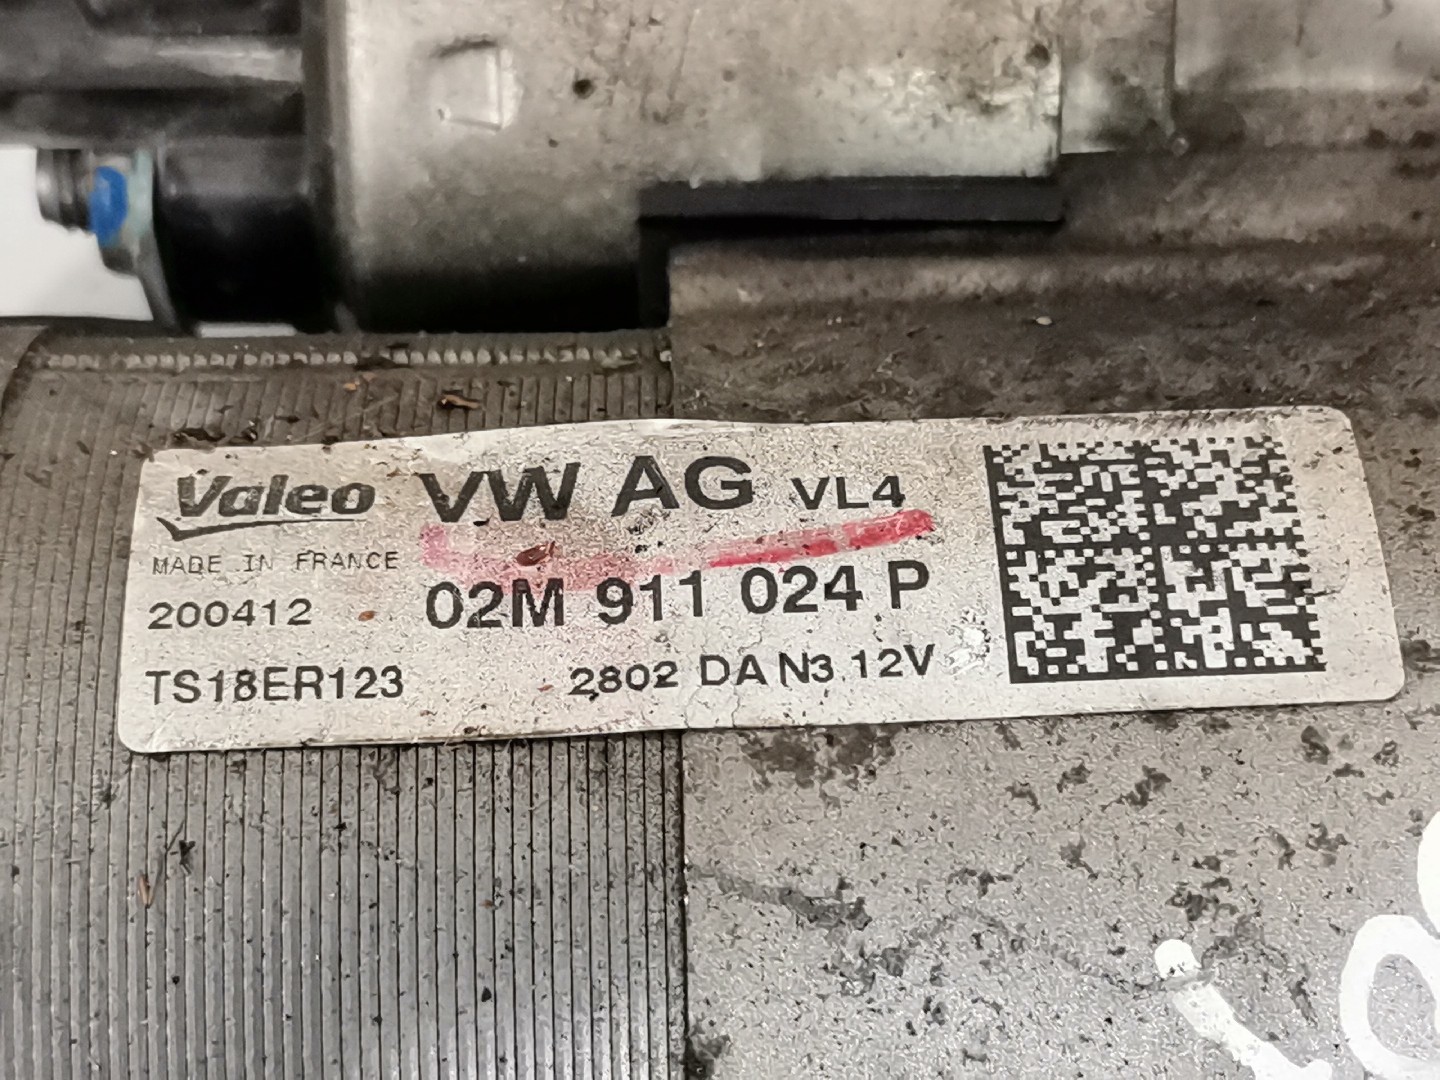 Valeo VW AG VL4
MADE IN FRANCE
200412 02M 911 024 P
TS18ER123 2802 DA N3 12V